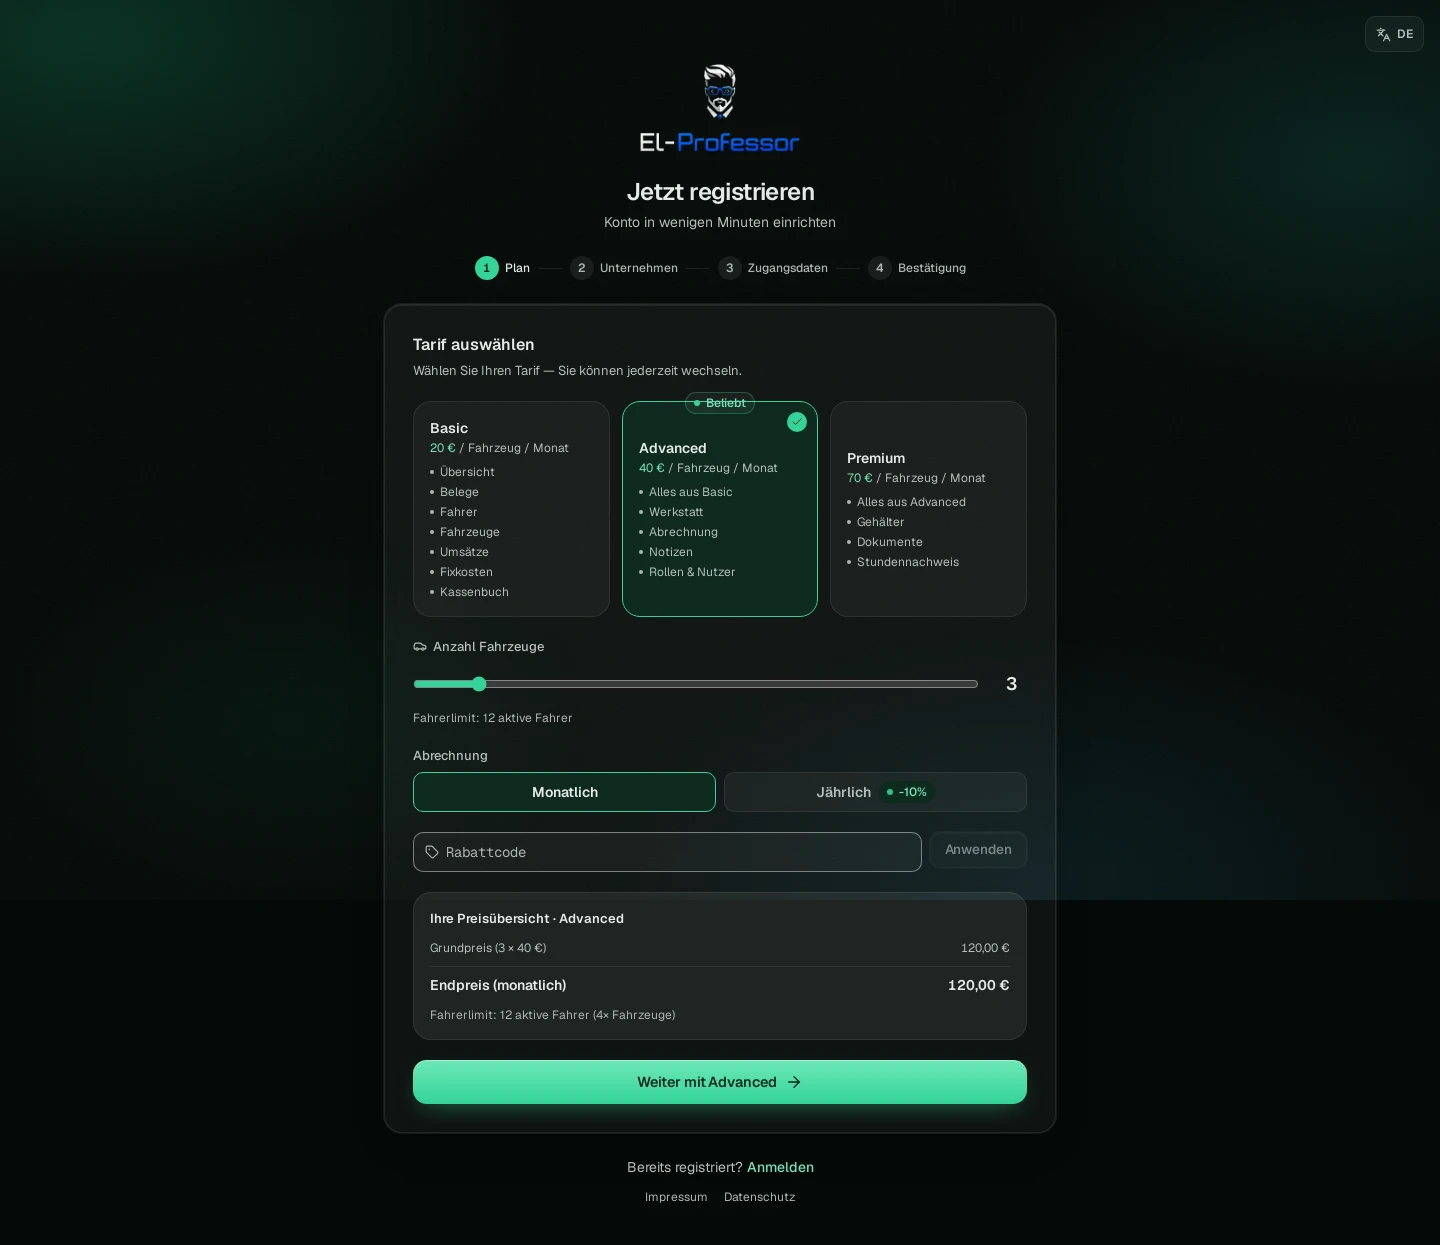 DE
El-Professor
Jetzt registrieren
Konto in wenigen Minuten einrichten
1 Plan 2 Unternehmen 3 Zugangsdaten 4 Bestätigung
Tarif auswählen
Wählen Sie Ihren Tarif — Sie können jederzeit wechseln.
Basic
20 € / Fahrzeug / Monat
• Übersicht
• Belege
• Fahrer
• Fahrzeuge
• Umsätze
• Fixkosten
• Kassenbuch
Beliebt
Advanced
40 € / Fahrzeug / Monat
• Alles aus Basic
• Werkstatt
• Abrechnung
• Notizen
• Rollen & Nutzer
Premium
70 € / Fahrzeug / Monat
• Alles aus Advanced
• Gehälter
• Dokumente
• Stundennachweis
Anzahl Fahrzeuge
3
Fahrerlimit: 12 aktive Fahrer
Abrechnung
Monatlich
Jährlich -10%
Rabattcode
Anwenden
Ihre Preisübersicht · Advanced
Grundpreis (3 × 40 €) 120,00 €
Endpreis (monatlich) 120,00 €
Fahrerlimit: 12 aktive Fahrer (4× Fahrzeuge)
Weiter mit Advanced →
Bereits registriert? Anmelden
Impressum Datenschutz